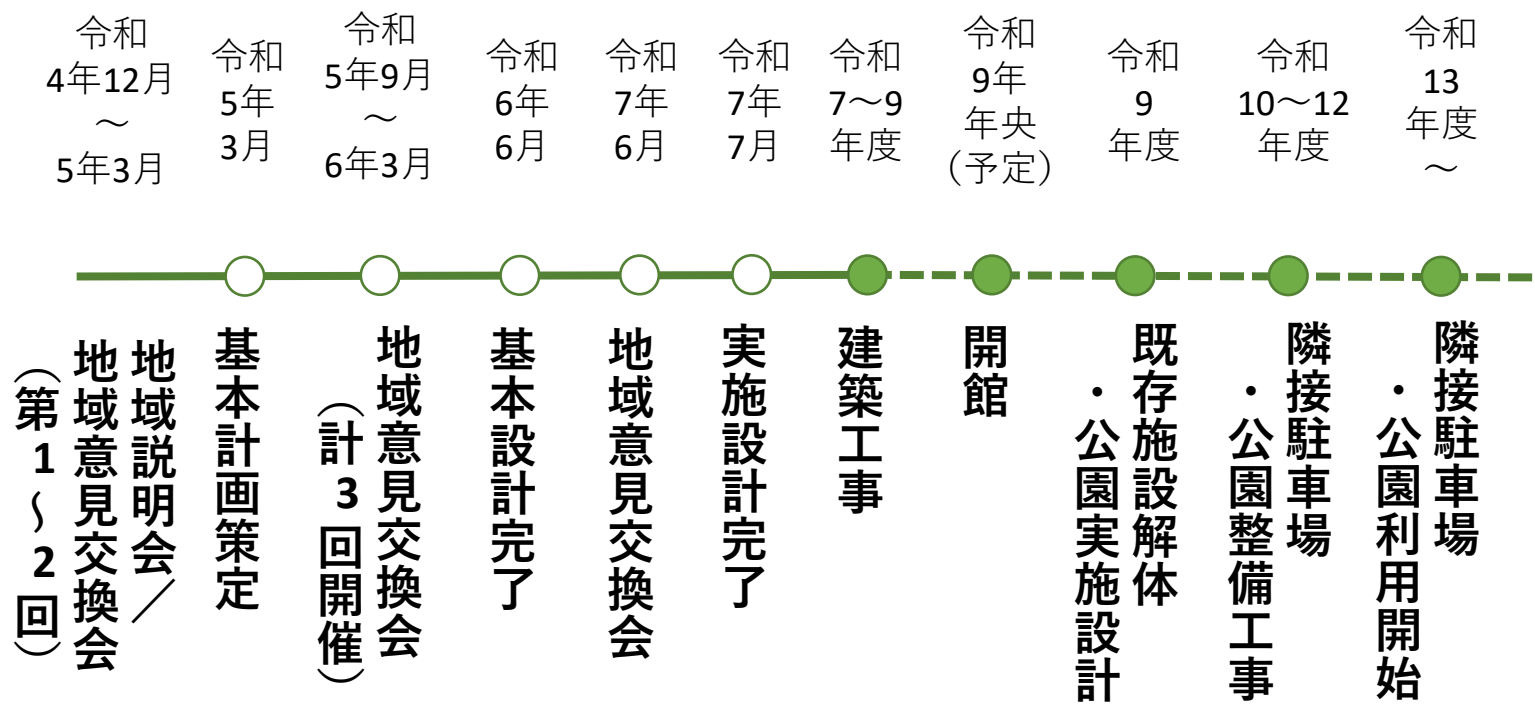 令和
4年12月
～
5年3月
令和
5年
3月
令和
5年9月
～
6年3月
令和
6年
6月
令和
7年
6月
令和
7年
7月
令和
7～9
年度
令和
9年
年央
(予定)
令和
9
年度
令和
10～12
年度
令和
13
年度
～
地域説明会／
地域意見交換会
（第1～2回）
基本計画策定
地域意見交換会
（計3回開催）
基本設計完了
地域意見交換会
実施設計完了
建築工事
開館
既存施設解体
・公園実施設計
隣接駐車場
・公園整備工事
隣接駐車場
・公園利用開始